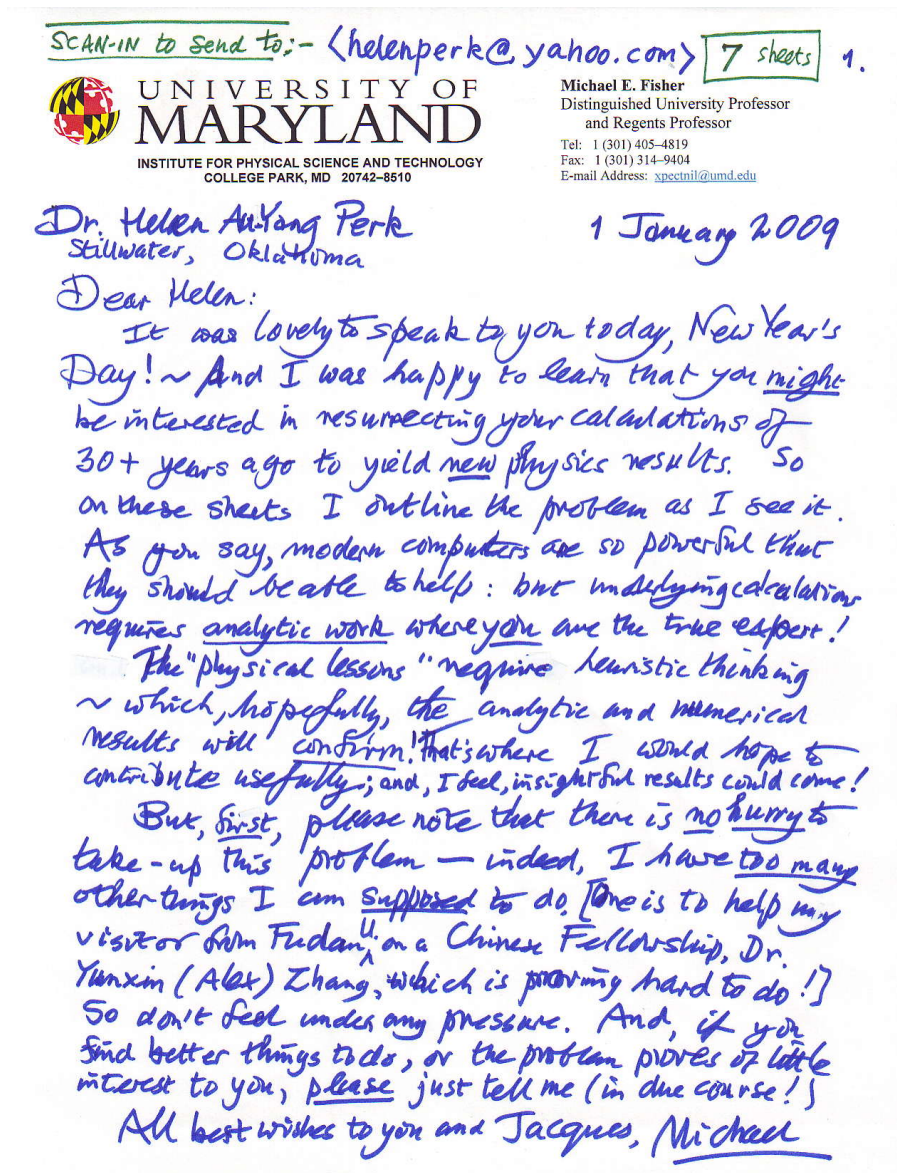 SCAN-IN to send to:- <helenperk@yahoo.com> 7 sheets 1.
UNIVERSITY OF
MARYLAND
INSTITUTE FOR PHYSICAL SCIENCE AND TECHNOLOGY
COLLEGE PARK, MD 20742–8510
Michael E. Fisher
Distinguished University Professor
and Regents Professor
Tel: 1 (301) 405–4819
Fax: 1 (301) 314–9404
E-mail Address: xpectnil@umd.edu
Dr. Helen Au-Yang Perk
Stillwater, Oklahoma
1 January 2009
Dear Helen:
It was lovely to speak to you today, New Year's
Day! ~ And I was happy to learn that you might
be interested in resurrecting your calculations of
30+ years ago to yield new physics results. So
on these sheets I outline the problem as I see it.
As you say, modern computers are so powerful that
they should be able to help: but underlying calculations
requires analytic work where you are the true expert!
The "physical lessons" require heuristic thinking
~ which, hopefully, the analytic and numerical
results will confirm! That's where I would hope to
contribute usefully; and, I feel, insightful results could come!
But, first, please note that there is no hurry to
take-up this problem — indeed, I have too many
other things I am supposed to do. [One is to help my
visitor from Fudan U. on a Chinese Fellowship, Dr.
Yunxin (Alex) Zhang, which is proving hard to do!]
So don't feel under any pressure. And, if you
find better things to do, or the problem proves of little
interest to you, please just tell me (in due course!)
All best wishes to you and Jacques, Michael